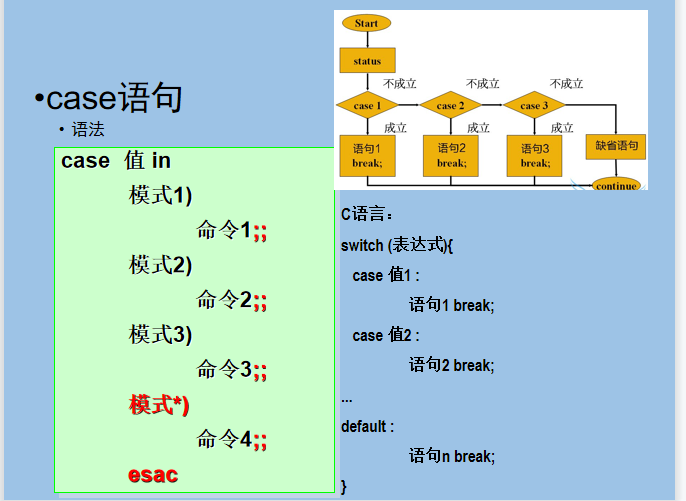 •case语句
• 语法
case 值 in
模式1)
命令1;;
模式2)
命令2;;
模式3)
命令3;;
模式*)
命令4;;
esac
Start
status
不成立 不成立 不成立
case 1 case 2 case 3
成立 成立 成立
语句1 语句2 语句3 缺省语句
break; break; break;
continue
C语言：
switch (表达式){
case 值1 :
语句1 break;
case 值2 :
语句2 break;
...
default :
语句n break;
}